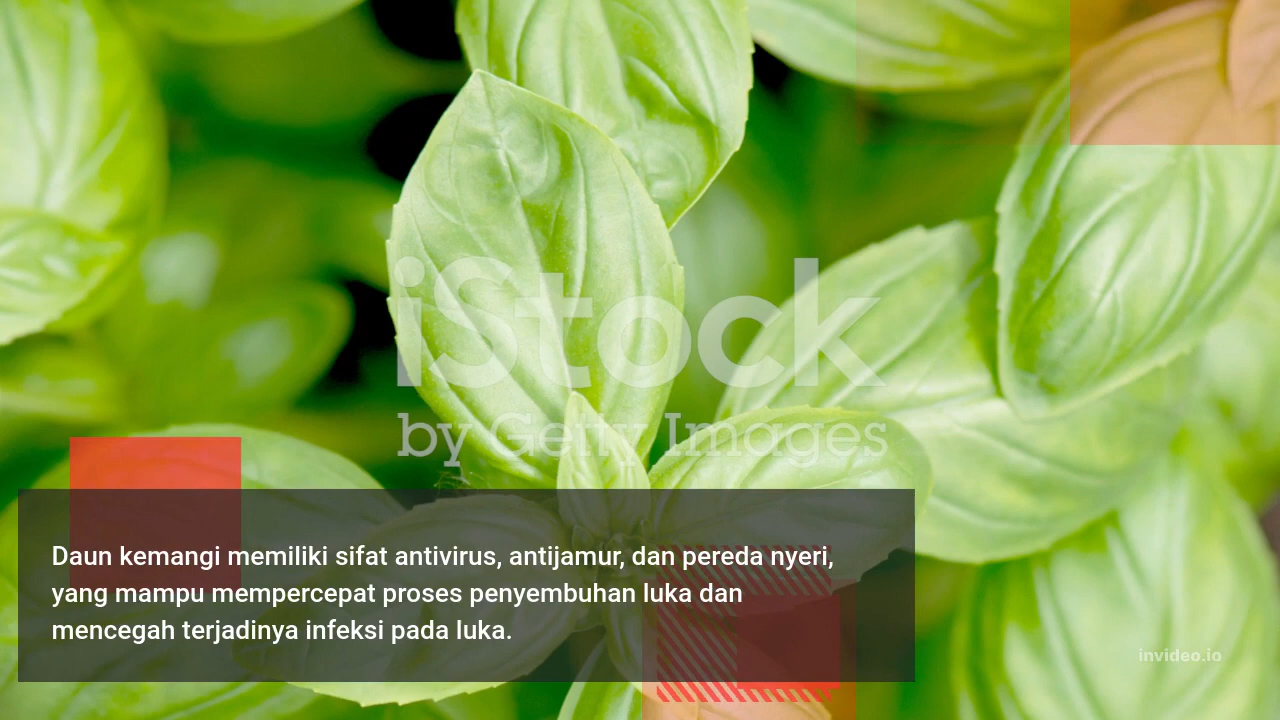 iStock
by Getty Images
Daun kemangi memiliki sifat antivirus, antijamur, dan pereda nyeri,
yang mampu mempercepat proses penyembuhan luka dan
mencegah terjadinya infeksi pada luka.
invideo.io